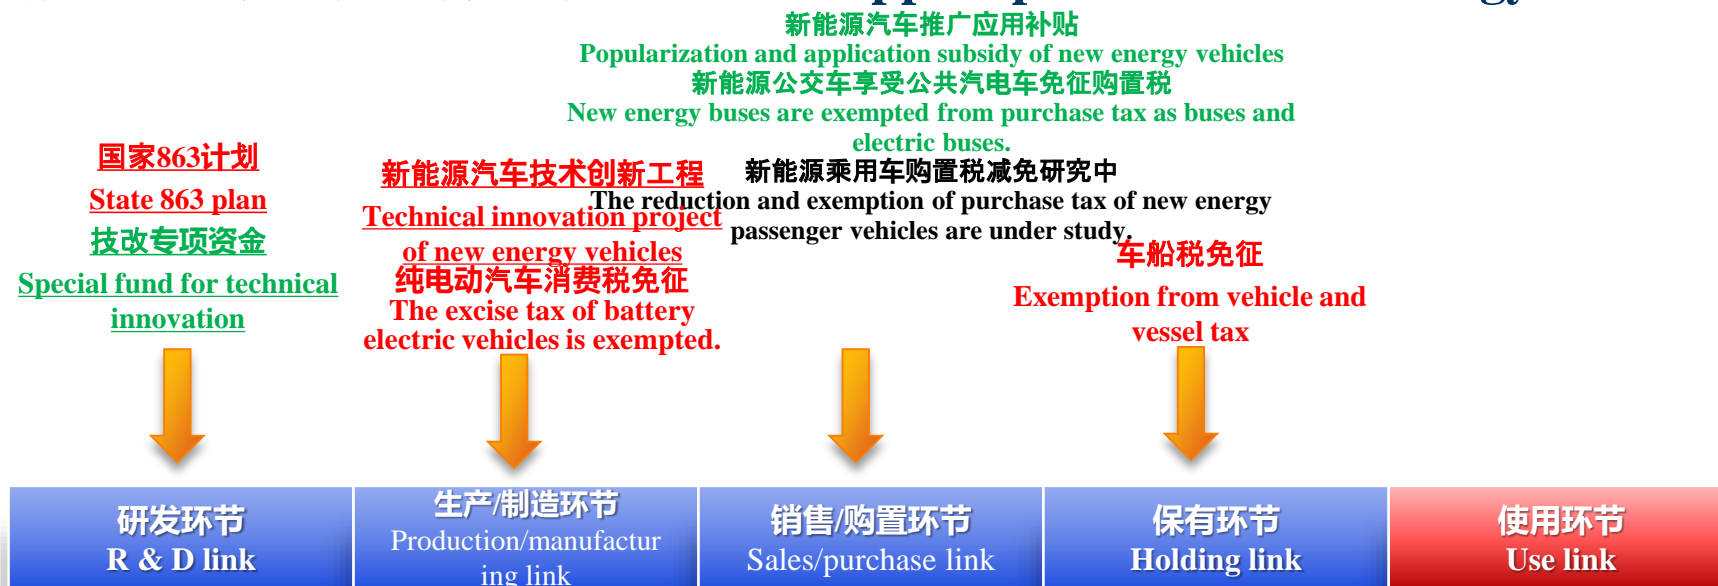 新能源汽车推广应用补贴
Popularization and application subsidy of new energy vehicles
新能源公交车享受公共汽电车免征购置税
New energy buses are exempted from purchase tax as buses and
electric buses.
新能源乘用车购置税减免研究中
The reduction and exemption of purchase tax of new energy
passenger vehicles are under study.
国家863计划
State 863 plan
技改专项资金
Special fund for technical
innovation
新能源汽车技术创新工程
Technical innovation project
of new energy vehicles
纯电动汽车消费税免征
The excise tax of battery
electric vehicles is exempted.
车船税免征
Exemption from vehicle and
vessel tax
研发环节
R & D link
生产/制造环节
Production/manufactur
ing link
销售/购置环节
Sales/purchase link
保有环节
Holding link
使用环节
Use link